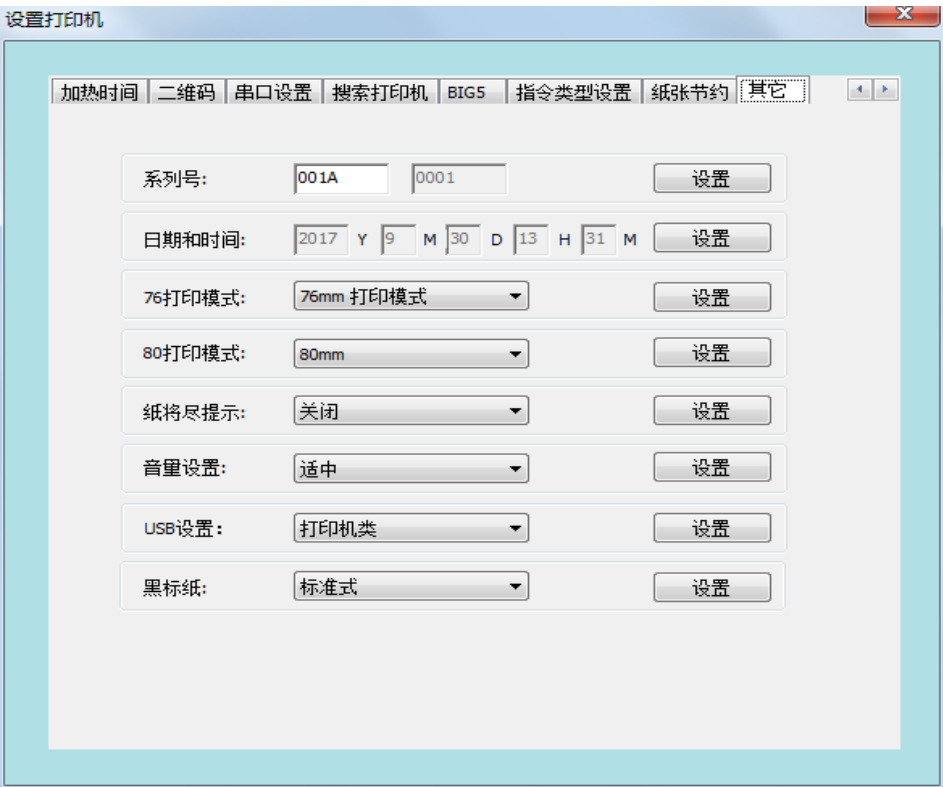 设置打印机
加热时间 二维码 串口设置 搜索打印机 BIG5 指令类型设置 纸张节约 其它
系列号: 001A 0001 设置
日期和时间: 2017 Y 9 M 30 D 13 H 31 M 设置
76打印模式: 76mm 打印模式 设置
80打印模式: 80mm 设置
纸将尽提示: 关闭 设置
音里设置: 适中 设置
USB设置: 打印机类 设置
黑标纸: 标准式 设置